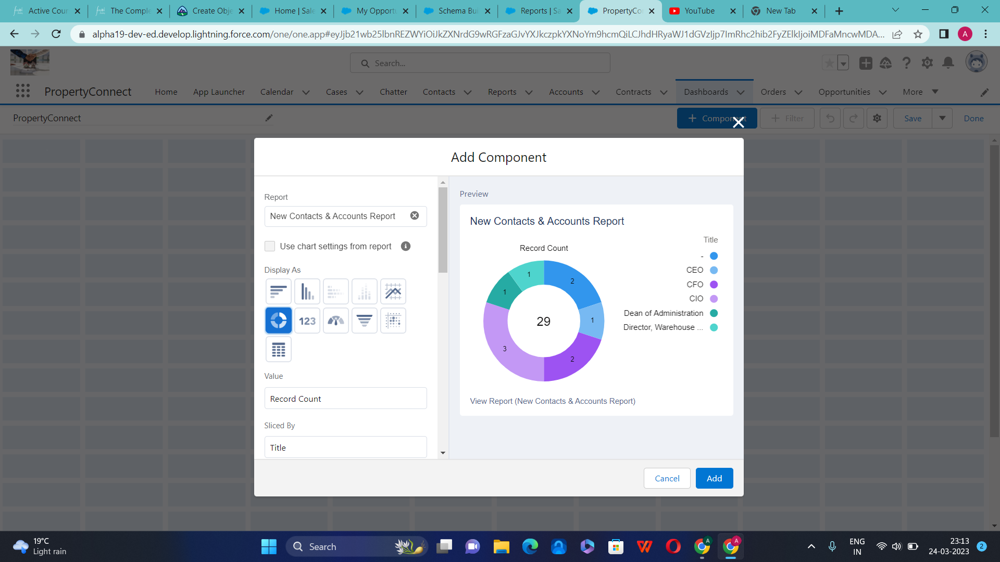 Active Cour
The Comple
Create Obje
Home | Sale
My Opportu
Schema Bui
Reports | Sa
PropertyCo
YouTube
New Tab
alpha19-dev-ed.develop.lightning.force.com/one/one.app#eyJjb21wb25lbnREZWYiOiJkZXNrdG9wRGFzaGJvYXJkczpkYXNoYm9hcmQiLCJhdHRyaWJ1dGVzIjp7ImRhc2hib2FyZElkIjoiMDFaMncwMDA...
A
Search...
PropertyConnect
Home
App Launcher
Calendar
Cases
Chatter
Contacts
Reports
Accounts
Contracts
Dashboards
Orders
Opportunities
More
PropertyConnect
+ Component
+ Filter
Save
Done
Add Component
Report
New Contacts & Accounts Report
Use chart settings from report
Display As
123
Value
Record Count
Sliced By
Title
Preview
New Contacts & Accounts Report
Record Count
1
2
1
1
29
3
2
Title
-
CEO
CFO
CIO
Dean of Administration
Director, Warehouse ...
View Report (New Contacts & Accounts Report)
Cancel
Add
19°C
Light rain
Search
A
A
ENG
IN
23:13
24-03-2023
2